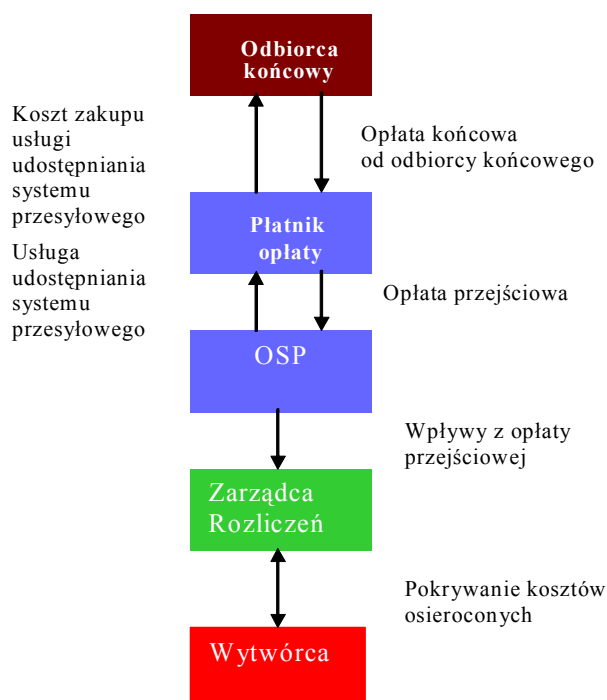 Odbiorca
końcowy
Koszt zakupu
usługi
udostępniania
systemu
przesyłowego
Opłata końcowa
od odbiorcy końcowego
Płatnik
opłaty
Usługa
udostępniania
systemu
przesyłowego
Opłata przejściowa
OSP
Wpływy z opłaty
przejściowej
Zarządca
Rozliczeń
Pokrywanie kosztów
osieroconych
Wytwórca